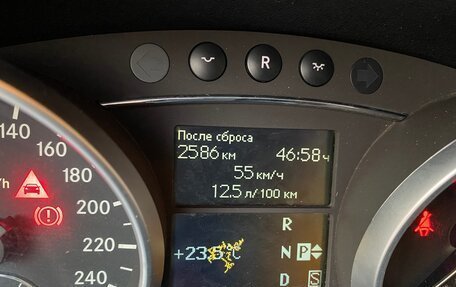 R
После сброса
2586 км 46:58 ч
55 км/ч
12.5 л/100 км
140
160
180
200
220
240
R
N P
D S